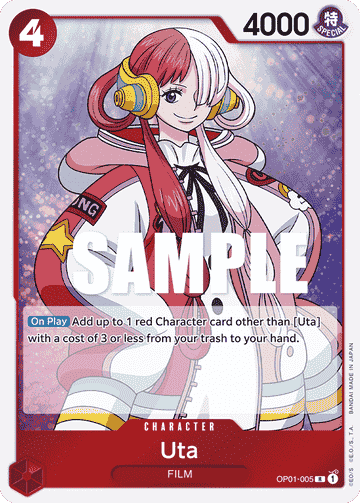 4
4000
特
SPECIAL
NG
SAMPLE
On Play Add up to 1 red Character card other than [Uta]
with a cost of 3 or less from your trash to your hand.
CHARACTER
Uta
FILM
OP01-005 R 1
©E.O./S. ©E.O./S., T.A. BANDAI MADE IN JAPAN